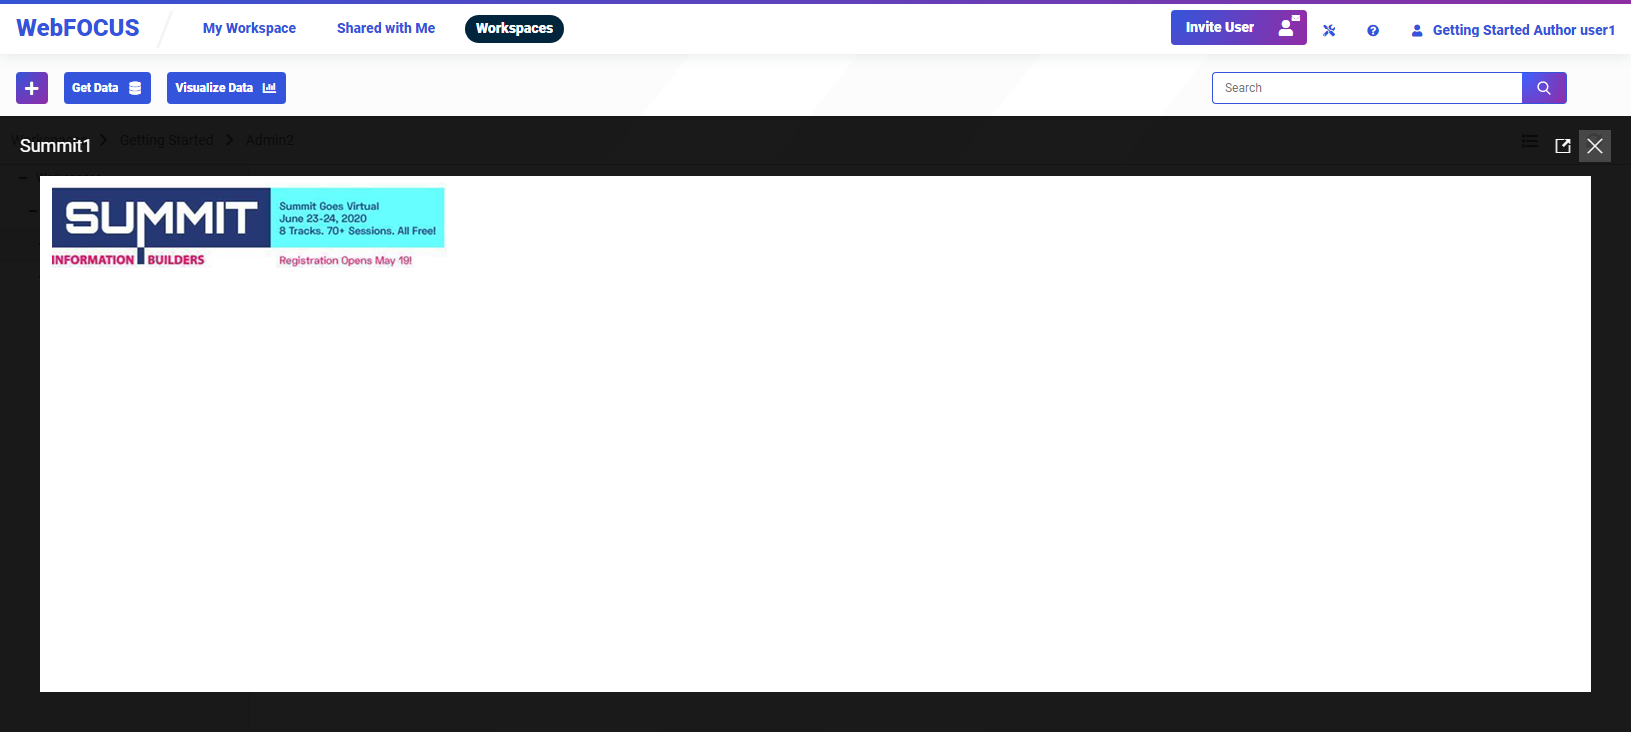 WebFOCUS
My Workspace
Shared with Me
Workspaces
Invite User
Getting Started Author user1
Get Data
Visualize Data
Search
Getting Started
Admin2
Summit1
SUMMIT
Summit Goes Virtual
June 23-24, 2020
8 Tracks. 70+ Sessions. All Free!
INFORMATION BUILDERS
Registration Opens May 19!